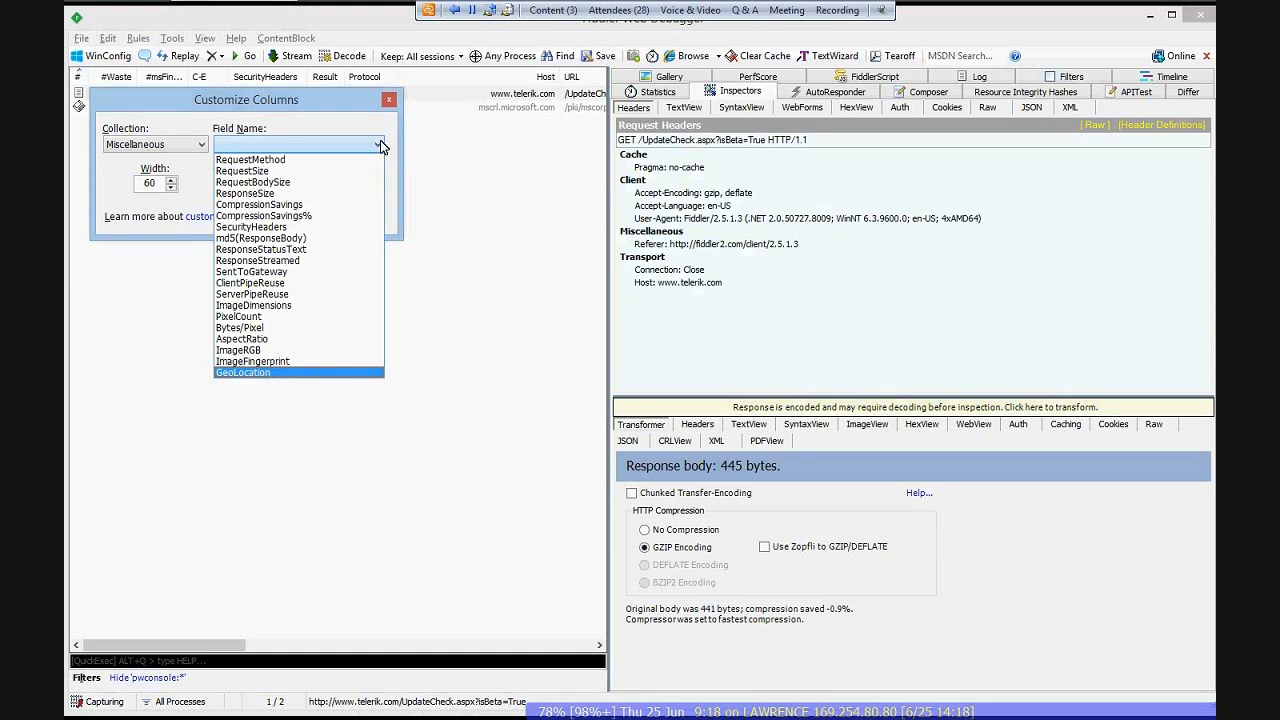 Content (3) Attendees (28) Voice & Video Q & A Meeting Recording
Fiddler Web Debugger
File Edit Rules Tools View Help ContentBlock
WinConfig Replay Go Stream Decode Keep: All sessions Any Process Find Save Browse Clear Cache TextWizard Tearoff MSDN Search... Online
# #Waste #msFin... C-E SecurityHeaders Result Protocol Host URL
www.telerik.com /UpdateCh
mscrl.microsoft.com /pki/mscorp
Customize Columns
Collection: Field Name:
Miscellaneous
Width:
60
Learn more about custom
RequestMethod
RequestSize
RequestBodySize
ResponseSize
CompressionSavings
CompressionSavings%
SecurityHeaders
md5(ResponseBody)
ResponseStatusText
ResponseStreamed
SentToGateway
ClientPipeReuse
ServerPipeReuse
ImageDimensions
PixelCount
Bytes/Pixel
AspectRatio
ImageRGB
ImageFingerprint
GeoLocation
Gallery PerfScore FiddlerScript Log Filters Timeline
Statistics Inspectors AutoResponder Composer Resource Integrity Hashes APITest Differ
Headers TextView SyntaxView WebForms HexView Auth Cookies Raw JSON XML
Request Headers [ Raw ] [Header Definitions]
GET /UpdateCheck.aspx?isBeta=True HTTP/1.1
Cache
Pragma: no-cache
Client
Accept-Encoding: gzip, deflate
Accept-Language: en-US
User-Agent: Fiddler/2.5.1.3 (.NET 2.0.50727.8009; WinNT 6.3.9600.0; en-US; 4xAMD64)
Miscellaneous
Referer: http://fiddler2.com/client/2.5.1.3
Transport
Connection: Close
Host: www.telerik.com
Response is encoded and may require decoding before inspection. Click here to transform.
Transformer Headers TextView SyntaxView ImageView HexView WebView Auth Caching Cookies Raw
JSON CRLView XML PDFView
Response body: 445 bytes.
Chunked Transfer-Encoding Help...
HTTP Compression
No Compression
GZIP Encoding Use Zopfli to GZIP/DEFLATE
DEFLATE Encoding
BZIP2 Encoding
Original body was 441 bytes; compression saved -0.9%.
Compressor was set to fastest compression.
[QuickExec] ALT+Q > type HELP...
Filters Hide 'pwconsole:*'
Capturing All Processes 1 / 2 http://www.telerik.com/UpdateCheck.aspx?isBeta=True
78% [98%+] Thu 25 Jun 9:18 on LAWRENCE 169.254.80.80 [6/25 14:18]